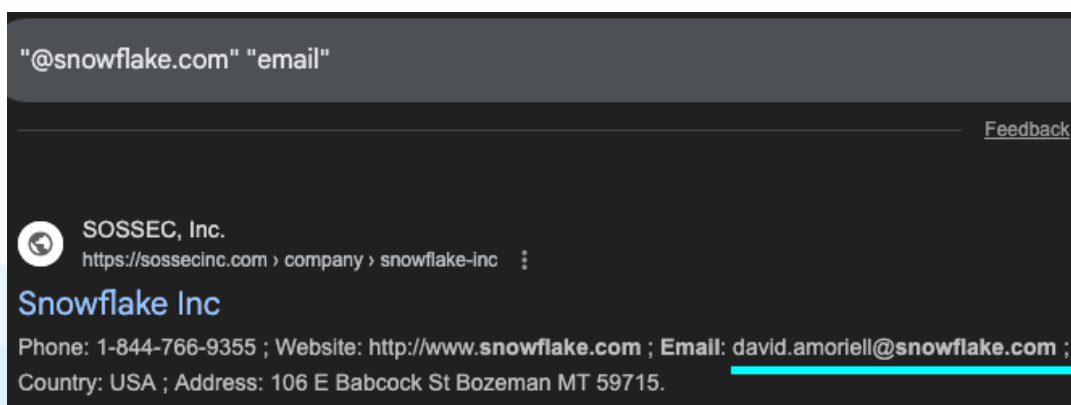 "@snowflake.com" "email"
Feedback
SOSSEC, Inc.
https://sossecinc.com › company › snowflake-inc
Snowflake Inc
Phone: 1-844-766-9355 ; Website: http://www.snowflake.com ; Email: david.amoriell@snowflake.com ;
Country: USA ; Address: 106 E Babcock St Bozeman MT 59715.